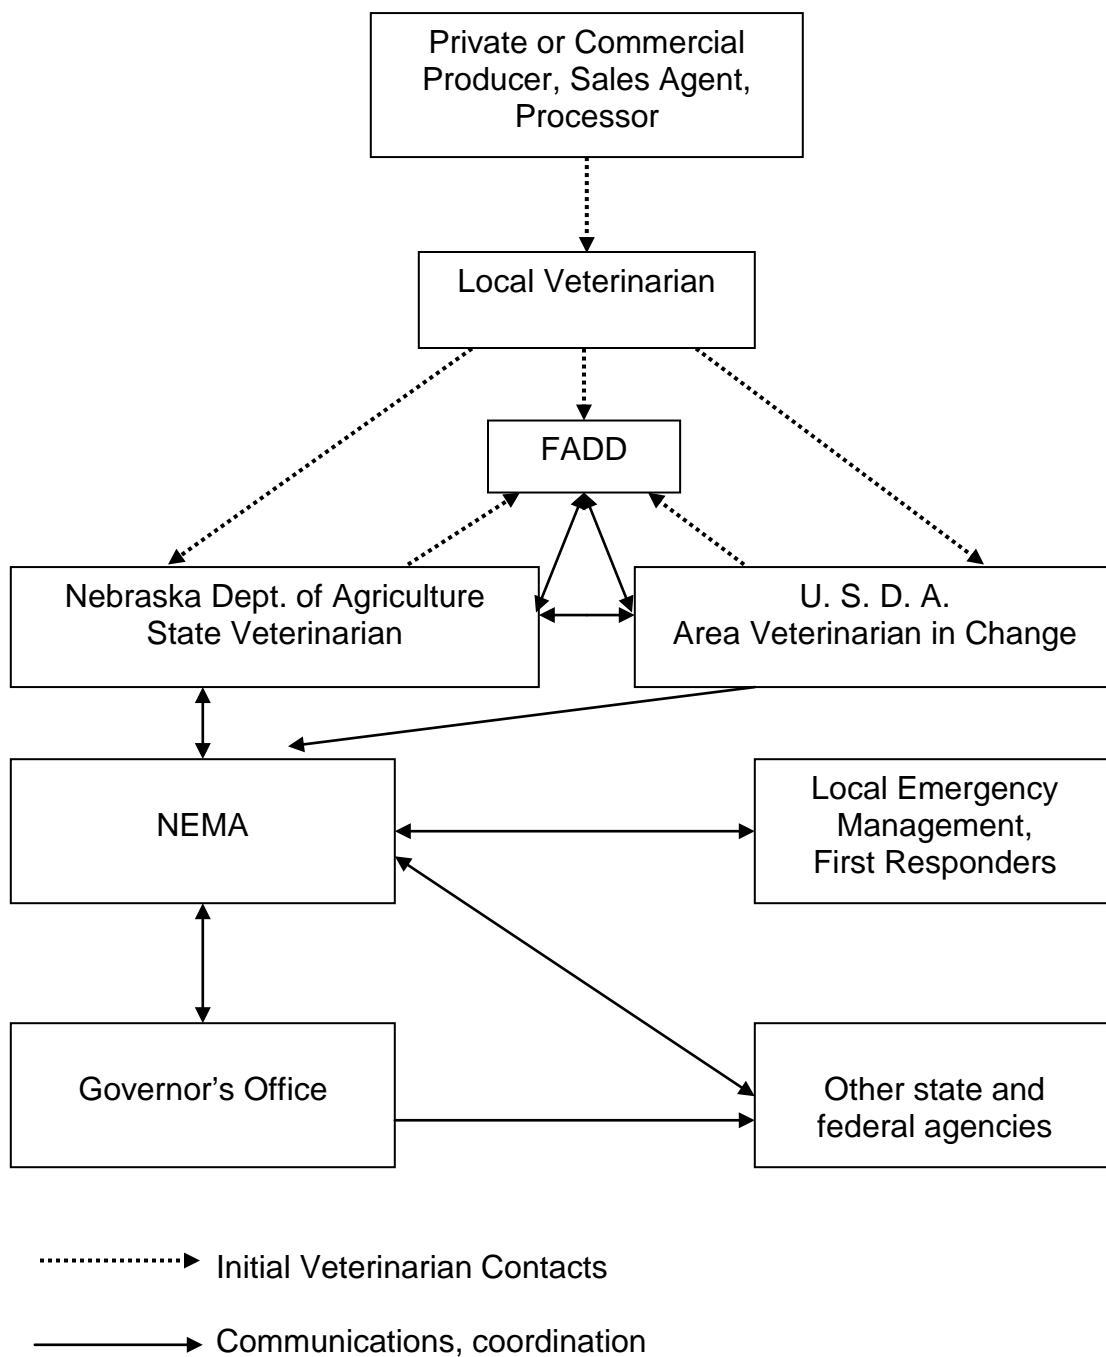 Private or Commercial
Producer, Sales Agent,
Processor
Local Veterinarian
FADD
Nebraska Dept. of Agriculture
State Veterinarian
U. S. D. A.
Area Veterinarian in Change
NEMA
Local Emergency
Management,
First Responders
Governor’s Office
Other state and
federal agencies
Initial Veterinarian Contacts
Communications, coordination